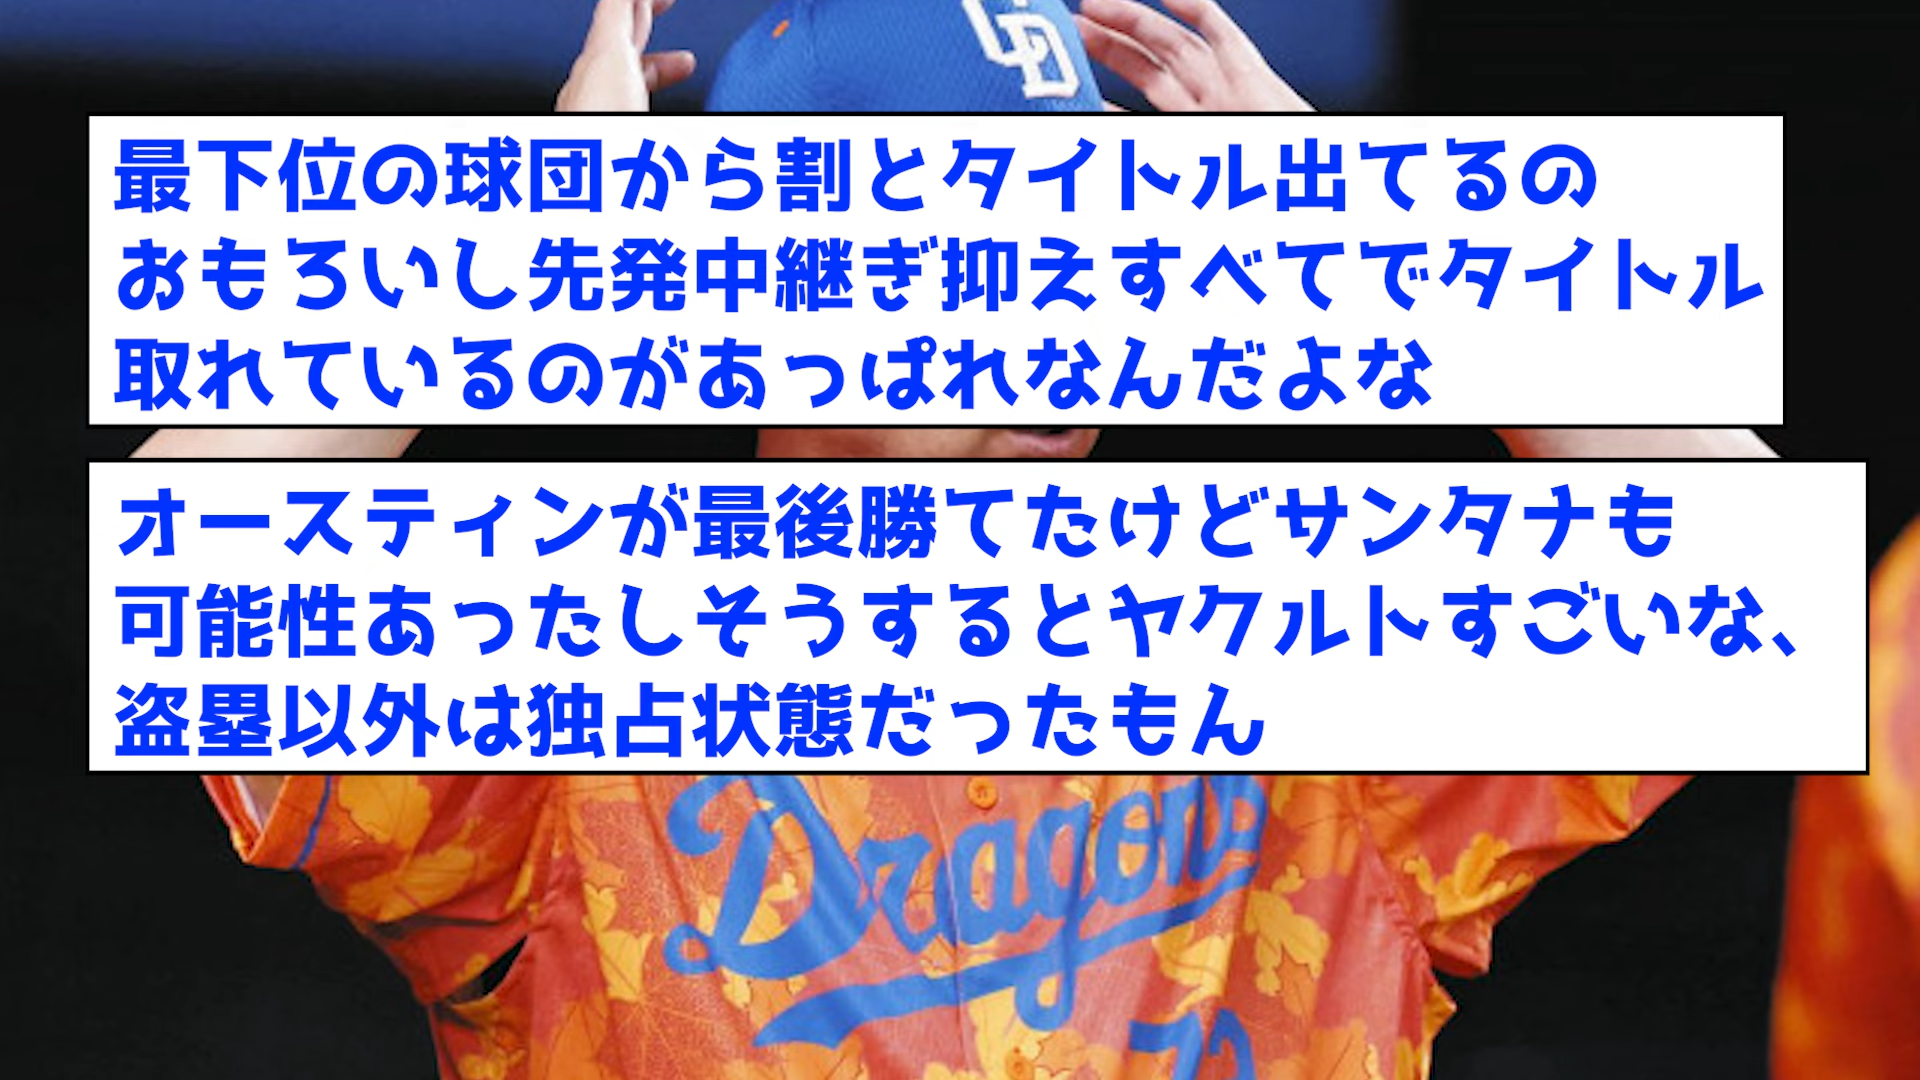 CD
最下位の球団から割とタイトル出てるの
おもろいし先発中継ぎ抑えすべてでタイトル
取れているのがあっぱれなんだよな
オースティンが最後勝てたけどサンタナも
可能性あったしそうするとヤクルトすごいな、
盗塁以外は独占状態だったもん
Dragons